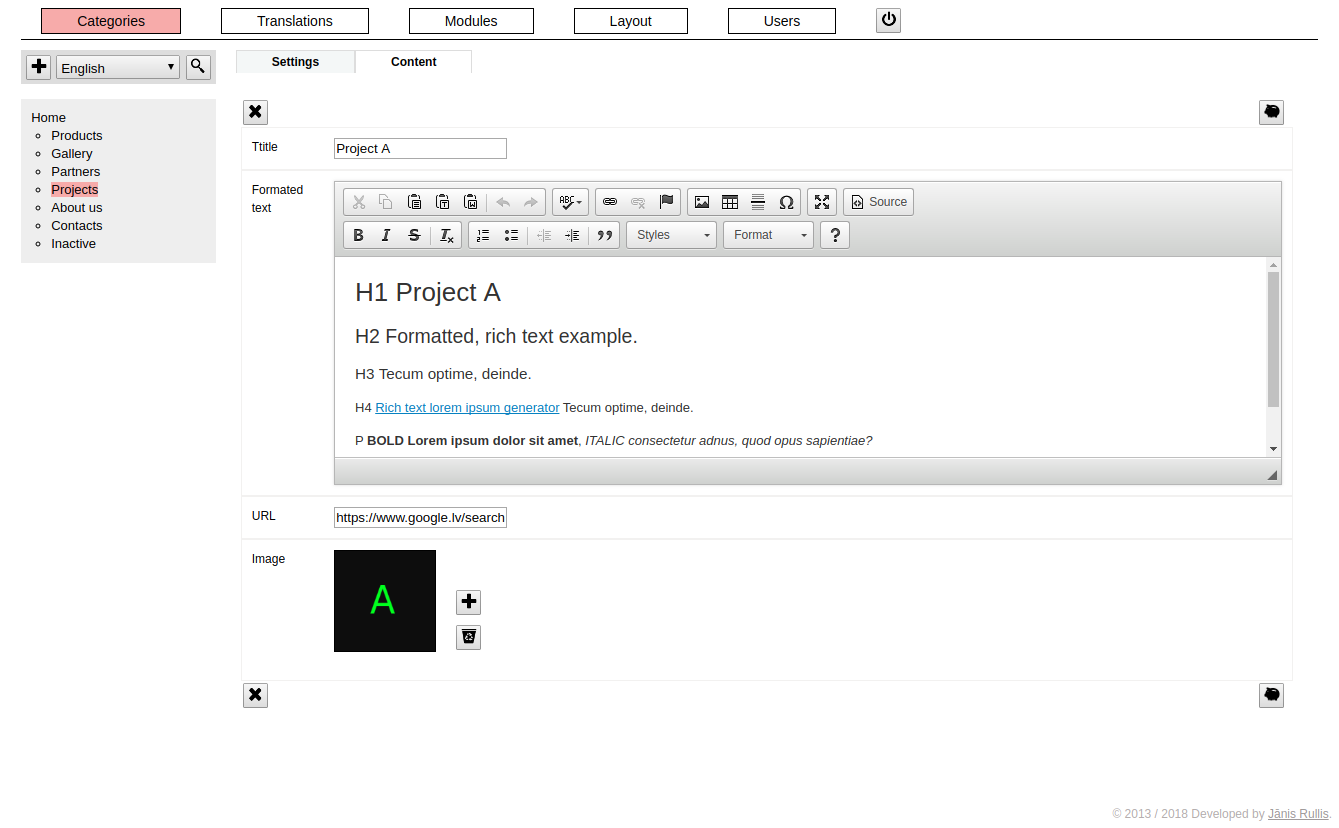 Categories Translations Modules Layout Users
English
Settings Content
Home
Products
Gallery
Partners
Projects
About us
Contacts
Inactive
Ttitle Project A
Formated
text
ABC Source
Styles Format ?
H1 Project A
H2 Formatted, rich text example.
H3 Tecum optime, deinde.
H4 Rich text lorem ipsum generator Tecum optime, deinde.
P BOLD Lorem ipsum dolor sit amet, ITALIC consectetur adnus, quod opus sapientiae?
URL https://www.google.lv/search
Image
A
© 2013 / 2018 Developed by Jānis Rullis.